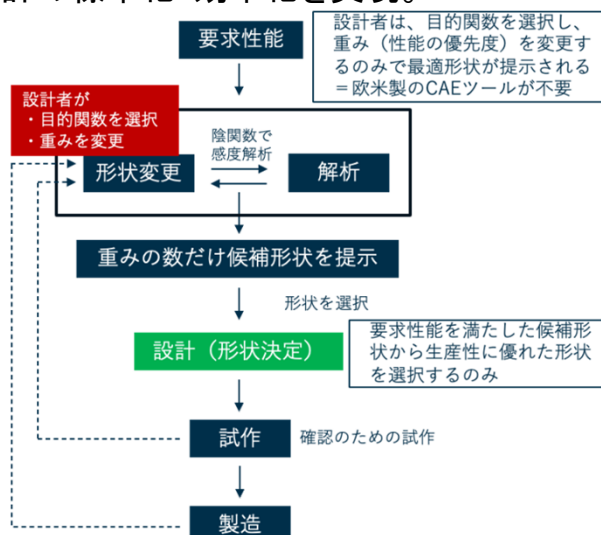 要求性能
設計者は、目的関数を選択し、
重み（性能の優先度）を変更す
るのみで最適形状が提示される
＝欧米製のCAEツールが不要
設計者が
・目的関数を選択
・重みを変更
陰関数で
感度解析
形状変更
解析
重みの数だけ候補形状を提示
形状を選択
設計（形状決定）
要求性能を満たした候補形
状から生産性に優れた形状
を選択するのみ
試作
確認のための試作
製造